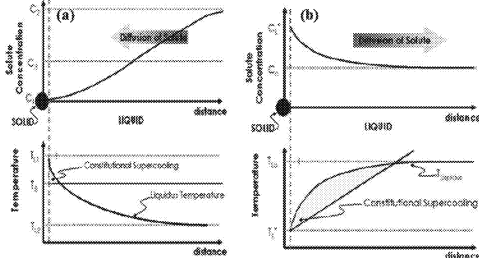 (a)
Diffusion of Solute
Solute
Concentration
SOLID
LIQUID
distance
Constitutional Supercooling
Liquidus Temperature
Temperature
distance
(b)
Diffusion of Solute
Solute
Concentration
SOLID
LIQUID
distance
Constitutional Supercooling
Temperature
distance